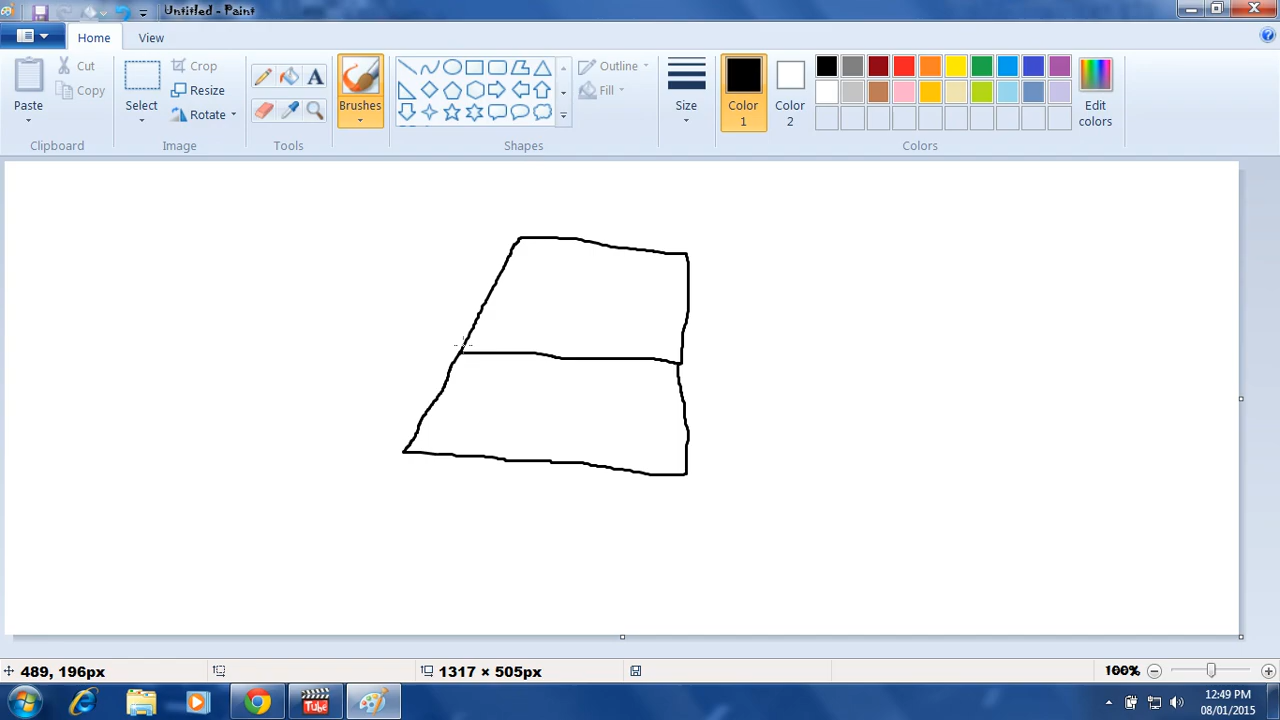 Untitled - Paint
Home View
Paste
Cut
Copy
Clipboard
Select
Crop
Resize
Rotate
Image
A
Tools
Brushes
Outline
Fill
Shapes
Size
Color 1
Color 2
Edit colors
Colors
489, 196px
1317 × 505px
100%
Tube
12:49 PM
08/01/2015